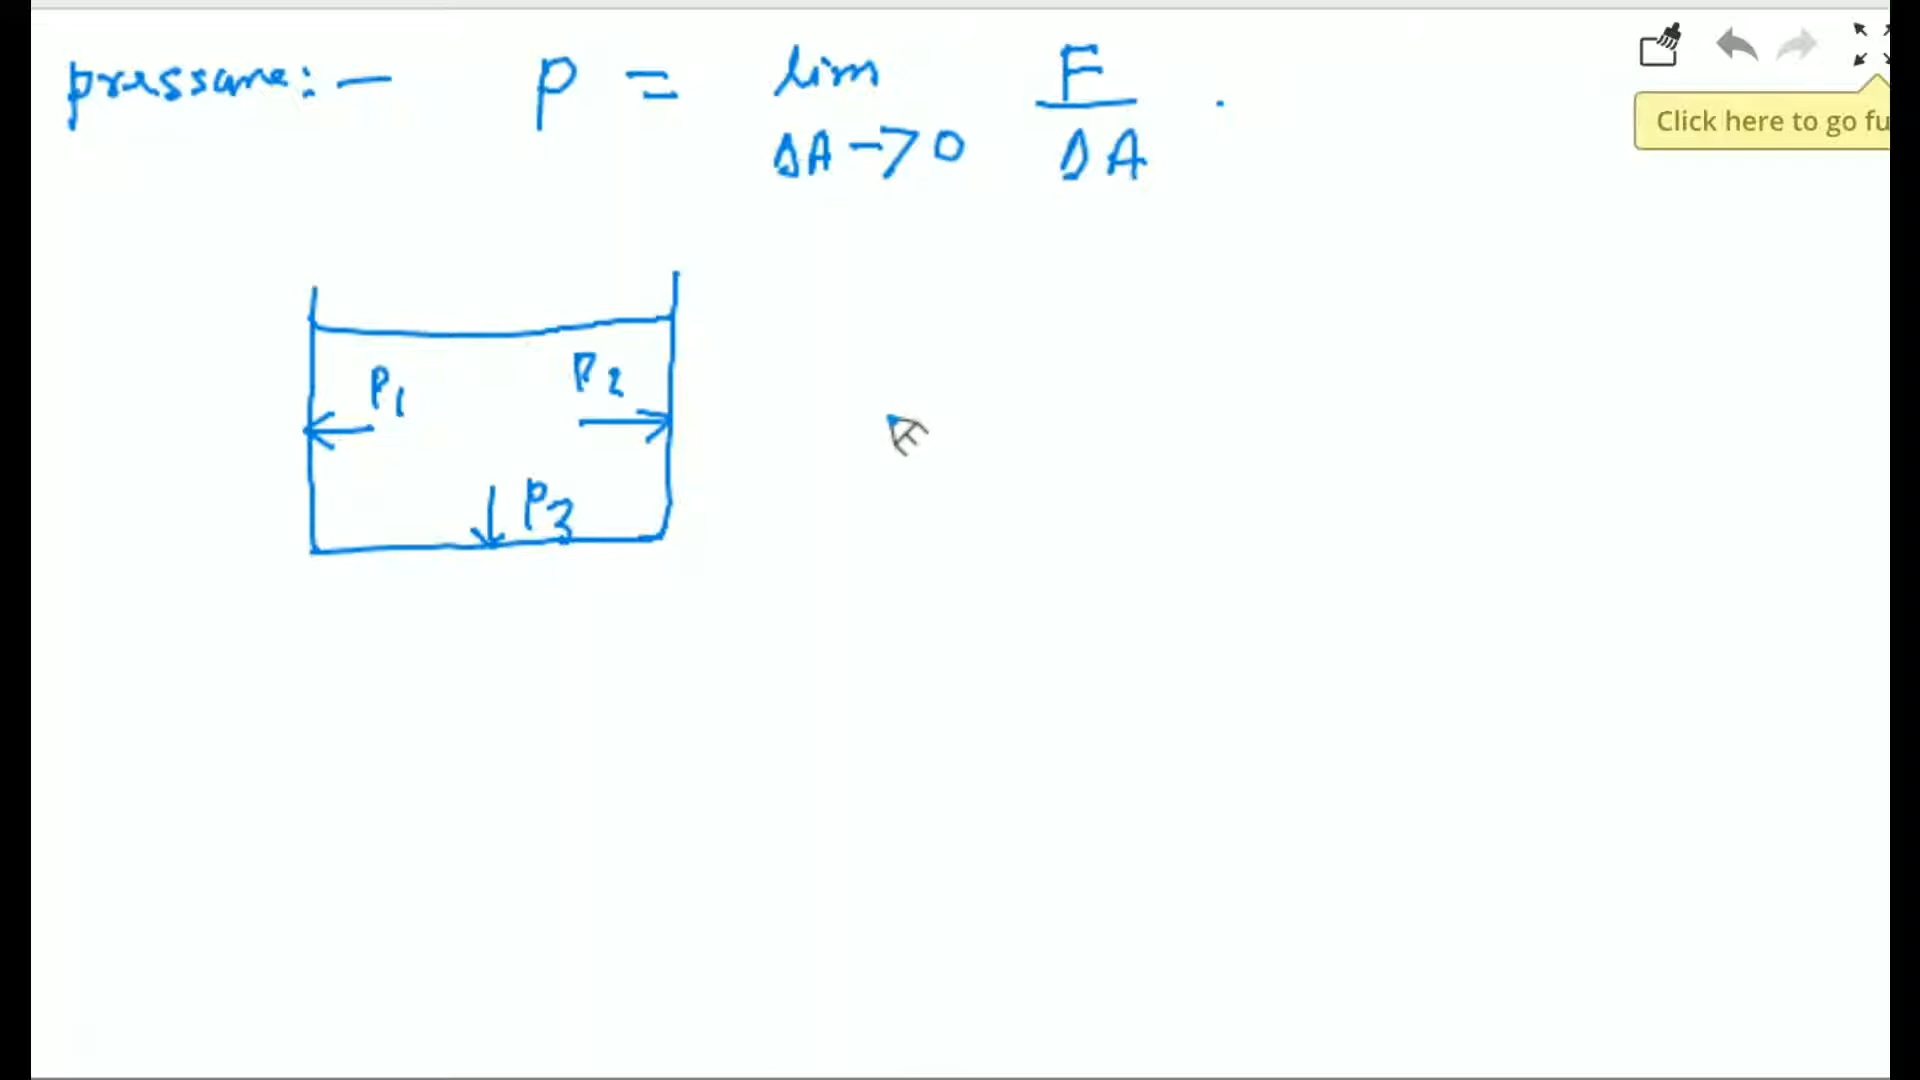 pressure:— P = lim F
ΔA→0 ΔA .
Click here to go fu
P1
P2
P3